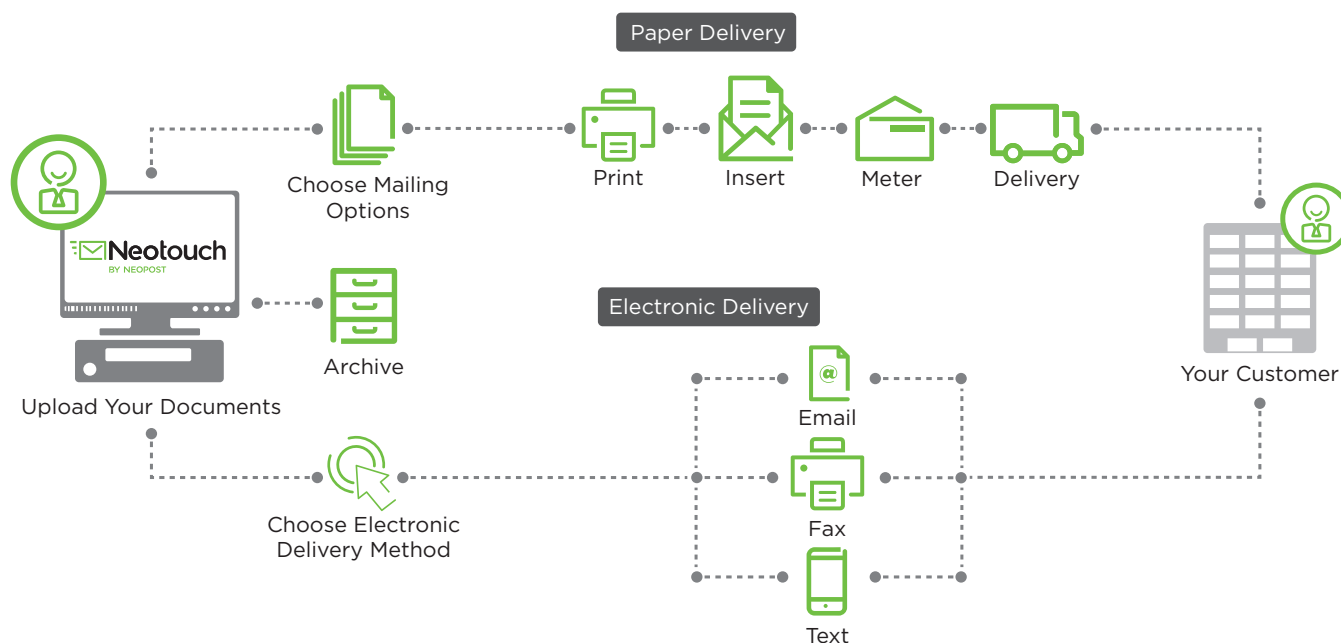 Paper Delivery
Choose Mailing
Options
Print
Insert
Meter
Delivery
Neotouch
BY NEOPOST
Upload Your Documents
Archive
Electronic Delivery
@
Email
Your Customer
Choose Electronic
Delivery Method
Fax
Text